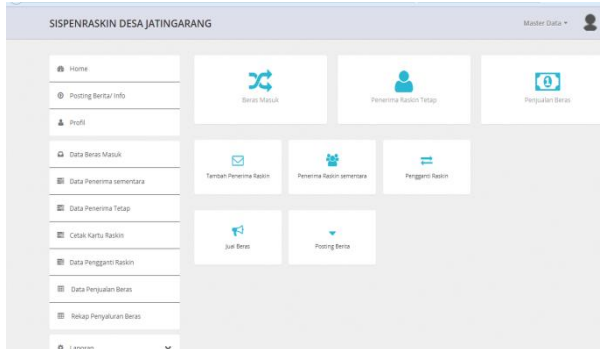 SISPENRASKIN DESA JATINGARANG
Master Data
Home
Posting Berita/ Info
Profil
Data Beras Masuk
Data Penerima sementara
Data Penerima Tetap
Cetak Kartu Raskin
Data Pengganti Raskin
Data Penjualan Beras
Rekap Penyaluran Beras
Laporan
Beras Masuk
Penerima Raskin Tetap
Penjualan Beras
Tambah Penerima Raskin
Penerima Raskin sementara
Pengganti Raskin
Jual Beras
Posting Berita